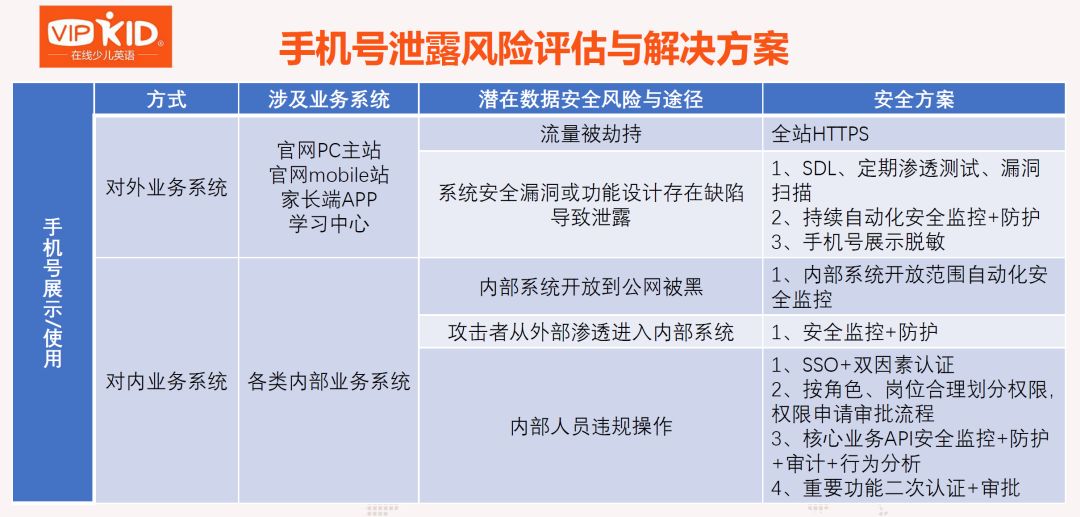 VIP KID
在线少儿英语
手机号泄露风险评估与解决方案
方式
涉及业务系统
潜在数据安全风险与途径
安全方案
手机号展示/使用
对外业务系统
官网PC主站
官网mobile站
家长端APP
学习中心
流量被劫持
全站HTTPS
系统安全漏洞或功能设计存在缺陷
导致泄露
1、SDL、定期渗透测试、漏洞
扫描
2、持续自动化安全监控+防护
3、手机号展示脱敏
对内业务系统
各类内部业务系统
内部系统开放到公网被黑
1、内部系统开放范围自动化安
全监控
攻击者从外部渗透进入内部系统
1、安全监控+防护
内部人员违规操作
1、SSO+双因素认证
2、按角色、岗位合理划分权限,
权限申请审批流程
3、核心业务API安全监控+防护
+审计+行为分析
4、重要功能二次认证+审批